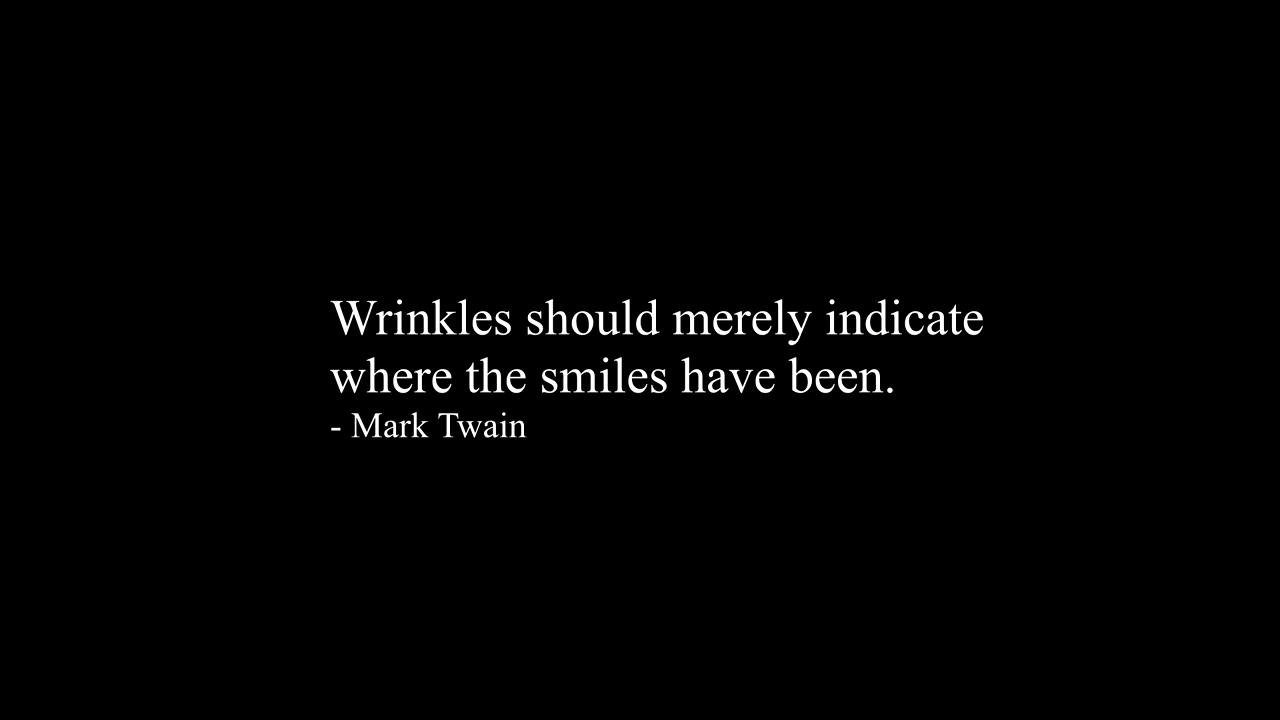 Wrinkles should merely indicate
where the smiles have been.
- Mark Twain